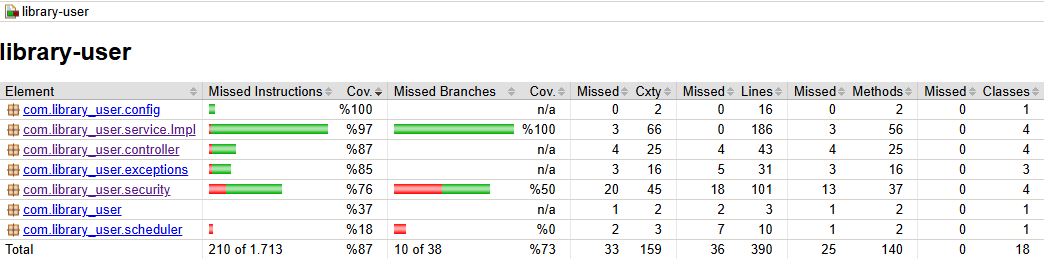 library-user
library-user
Element Missed Instructions Cov. Missed Branches Cov. Missed Cxty Missed Lines Missed Methods Missed Classes
com.library_user.config %100 n/a 0 2 0 16 0 2 0 1
com.library_user.service.Impl %97 %100 3 66 0 186 3 56 0 4
com.library_user.controller %87 n/a 4 25 4 43 4 25 0 4
com.library_user.exceptions %85 n/a 3 16 5 31 3 16 0 3
com.library_user.security %76 %50 20 45 18 101 13 37 0 4
com.library_user %37 n/a 1 2 2 3 1 2 0 1
com.library_user.scheduler %18 %0 2 3 7 10 1 2 0 1
Total 210 of 1.713 %87 10 of 38 %73 33 159 36 390 25 140 0 18